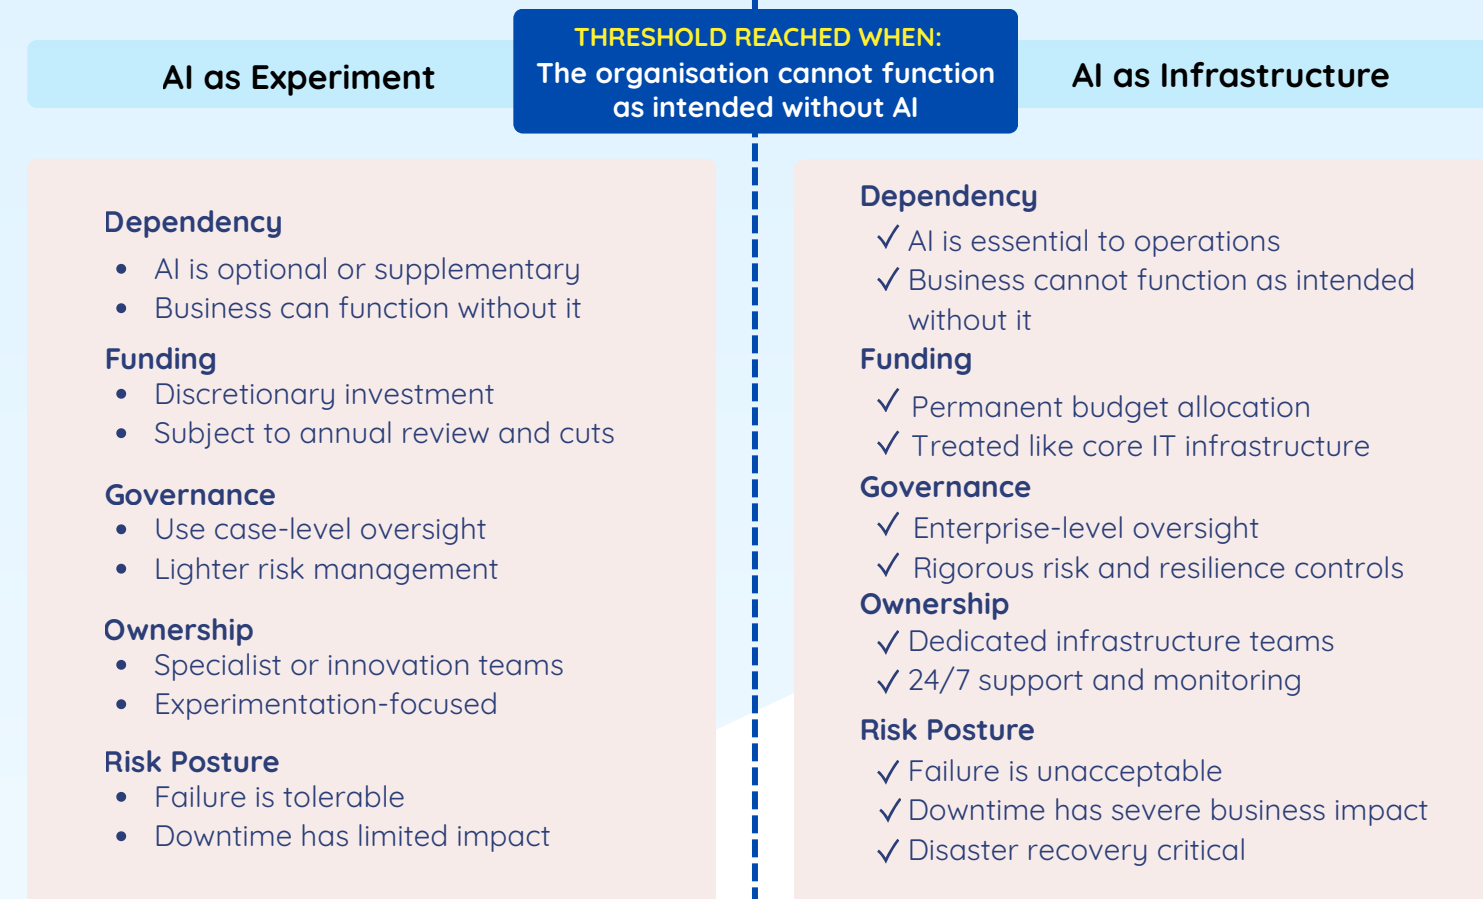 THRESHOLD REACHED WHEN:
The organisation cannot function
as intended without AI
AI as Experiment
Dependency
AI is optional or supplementary
Business can function without it
Funding
Discretionary investment
Subject to annual review and cuts
Governance
Use case-level oversight
Lighter risk management
Ownership
Specialist or innovation teams
Experimentation-focused
Risk Posture
Failure is tolerable
Downtime has limited impact
AI as Infrastructure
Dependency
AI is essential to operations
Business cannot function as intended
without it
Funding
Permanent budget allocation
Treated like core IT infrastructure
Governance
Enterprise-level oversight
Rigorous risk and resilience controls
Ownership
Dedicated infrastructure teams
24/7 support and monitoring
Risk Posture
Failure is unacceptable
Downtime has severe business impact
Disaster recovery critical